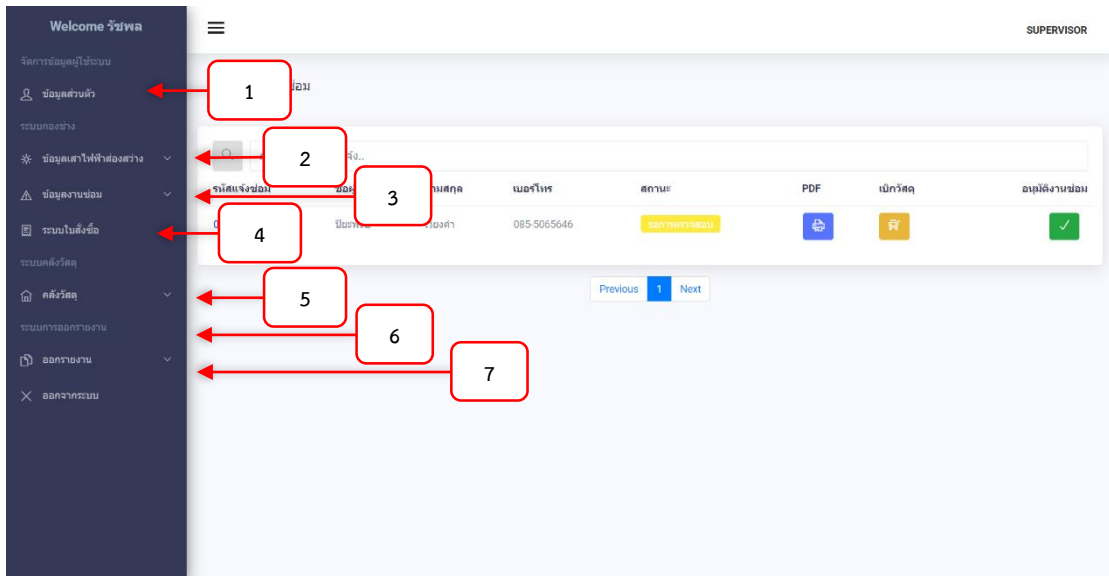 Welcome รัชพล
SUPERVISOR
จัดการข้อมูลผู้ใช้ระบบ
ข้อมูลส่วนตัว
1
ระบบกองช่าง
ข้อมูลเสาไฟฟ้าส่องสว่าง
2
ข้อมูลงานซ่อม
3
ระบบใบสั่งซื้อ
4
ระบบคลังวัสดุ
คลังวัสดุ
5
ระบบการออกรายงาน
6
ออกรายงาน
7
ออกจากระบบ
รหัสแจ้งซ่อม เบอร์โทร สถานะ PDF เบิกวัสดุ อนุมัติงานซ่อม
085-5065646 รอการตรวจสอบ
Previous 1 Next